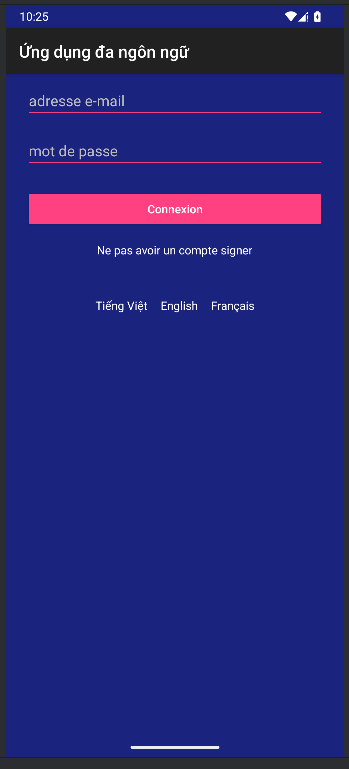 10:25
Ứng dụng đa ngôn ngữ
adresse e-mail
mot de passe
Connexion
Ne pas avoir un compte signer
Tiếng Việt English Français